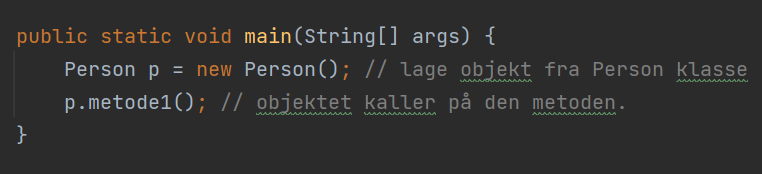 public static void main(String[] args) {
    Person p = new Person(); // lage objekt fra Person klasse
    p.metode1(); // objektet kaller på den metoden.
}